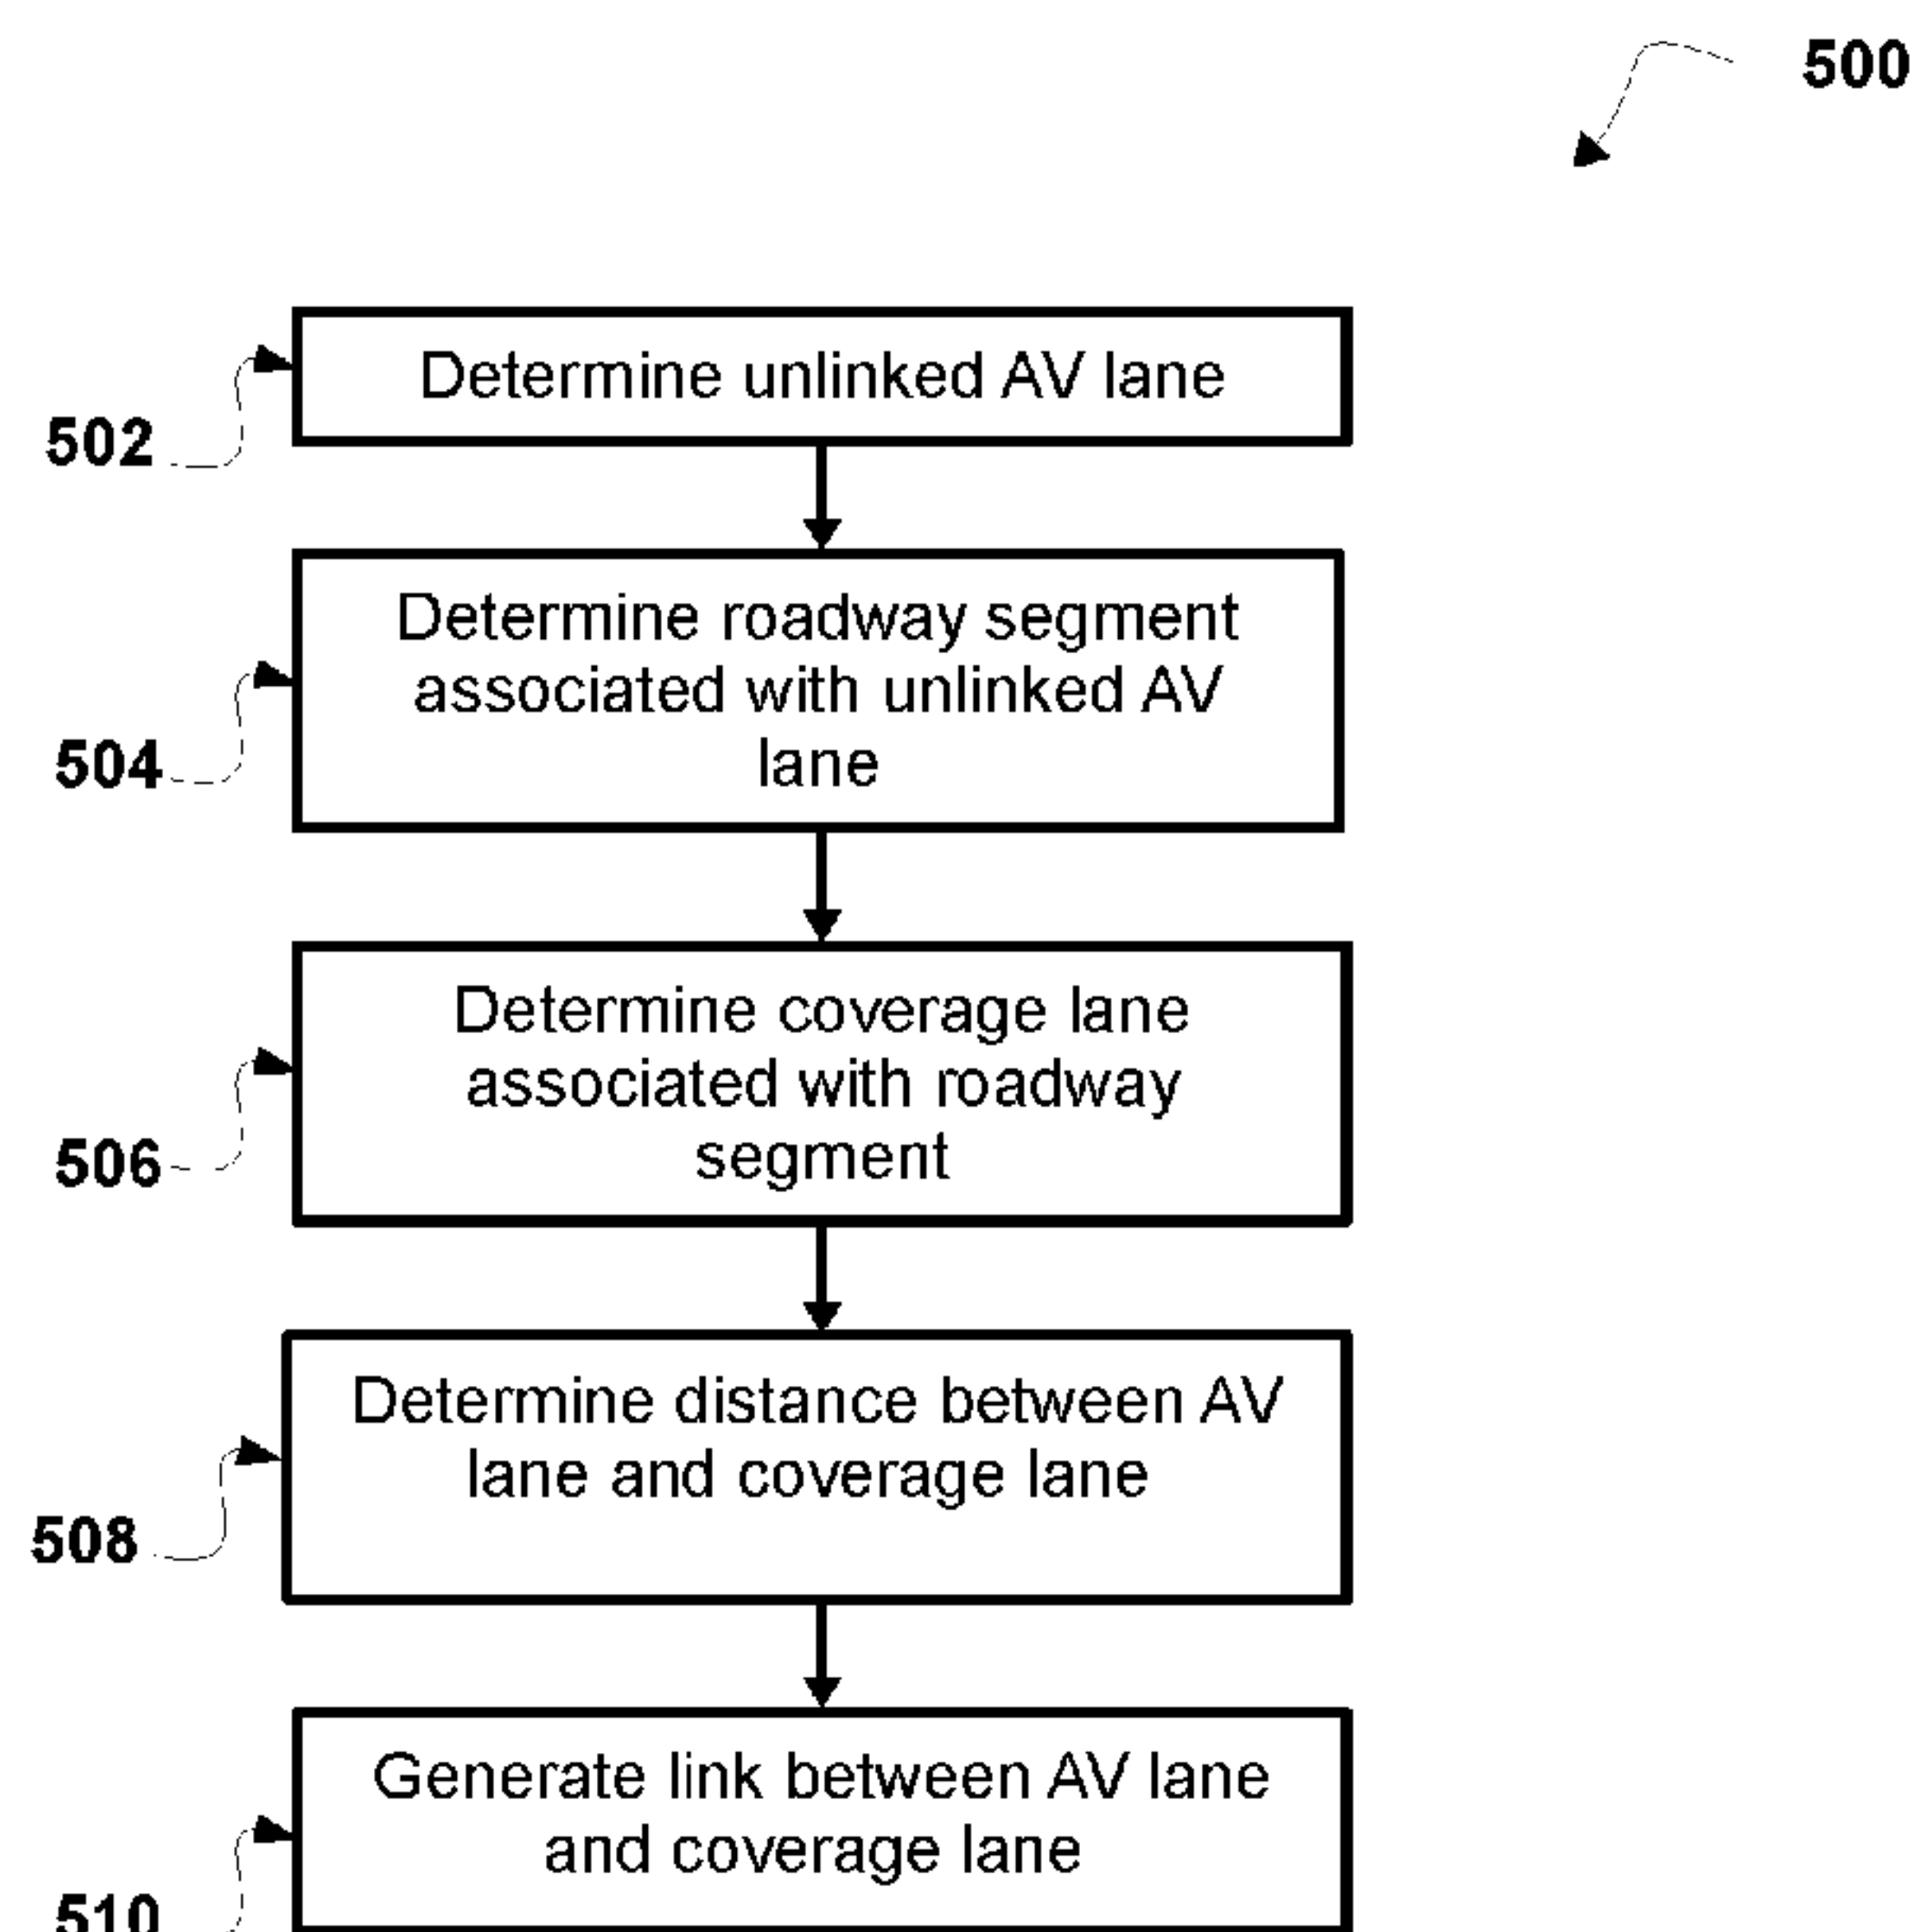 500
Determine unlinked AV lane
502
Determine roadway segment
associated with unlinked AV
lane
504
Determine coverage lane
associated with roadway
segment
506
Determine distance between AV
lane and coverage lane
508
Generate link between AV lane
and coverage lane
510